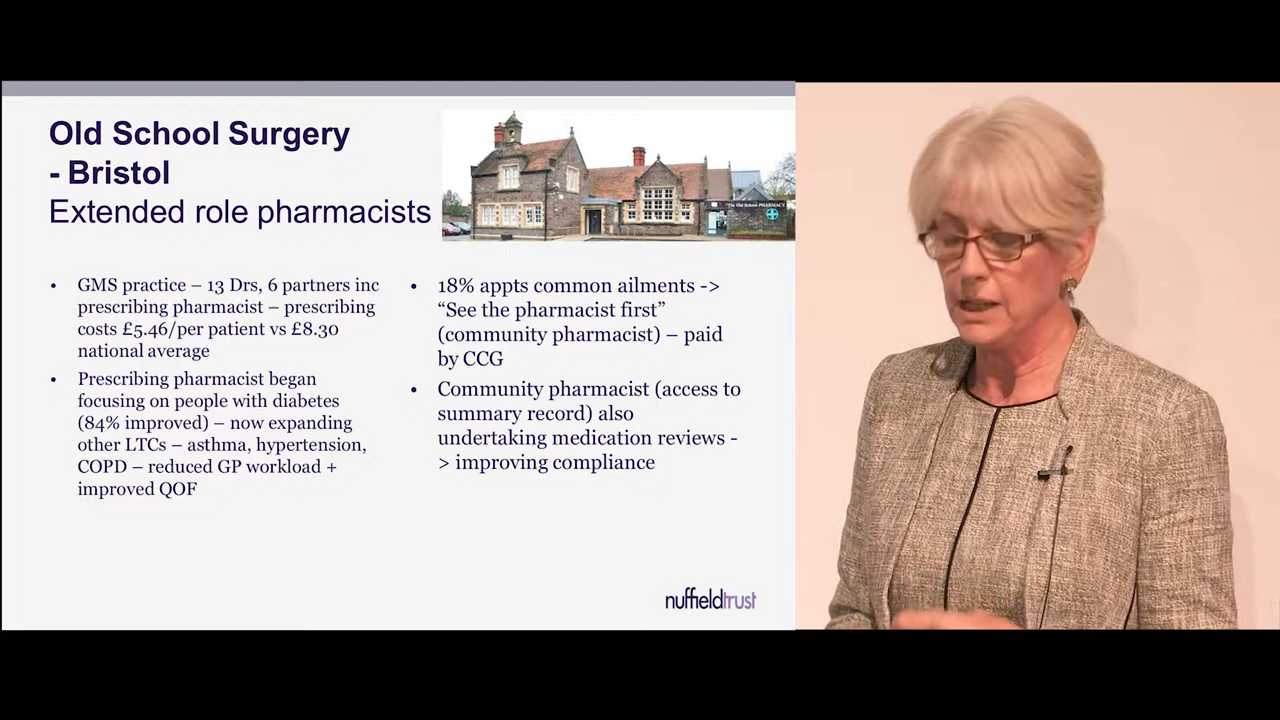 Old School Surgery
- Bristol
Extended role pharmacists
The Old School PHARMACY
• GMS practice – 13 Drs, 6 partners inc
prescribing pharmacist – prescribing
costs £5.46/per patient vs £8.30
national average
• Prescribing pharmacist began
focusing on people with diabetes
(84% improved) – now expanding
other LTCs – asthma, hypertension,
COPD – reduced GP workload +
improved QOF
• 18% appts common ailments ->
“See the pharmacist first”
(community pharmacist) – paid
by CCG
• Community pharmacist (access to
summary record) also
undertaking medication reviews -
> improving compliance
nuffieldtrust